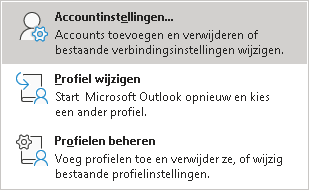 Accountinstellingen...
Accounts toevoegen en verwijderen of
bestaande verbindingsinstellingen wijzigen.
Profiel wijzigen
Start Microsoft Outlook opnieuw en kies
een ander profiel.
Profielen beheren
Voeg profielen toe en verwijder ze, of wijzig
bestaande profielinstellingen.